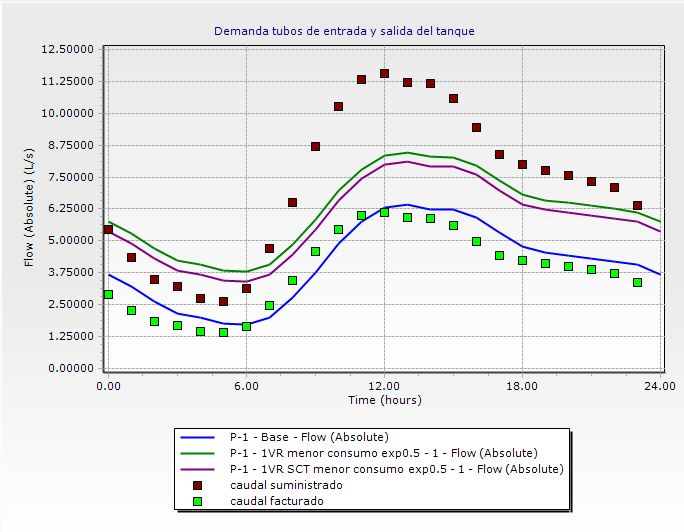 Demanda tubos de entrada y salida del tanque
12.50000
11.25000
10.00000
8.75000
7.50000
6.25000
5.00000
3.75000
2.50000
1.25000
0.00000
Flow (Absolute) (L/s)
0.00 6.00 12.00 18.00 24.00
Time (hours)
P-1 - Base - Flow (Absolute)
P-1 - 1VR menor consumo exp0.5 - 1 - Flow (Absolute)
P-1 - 1VR SCT menor consumo exp0.5 - 1 - Flow (Absolute)
caudal suministrado
caudal facturado